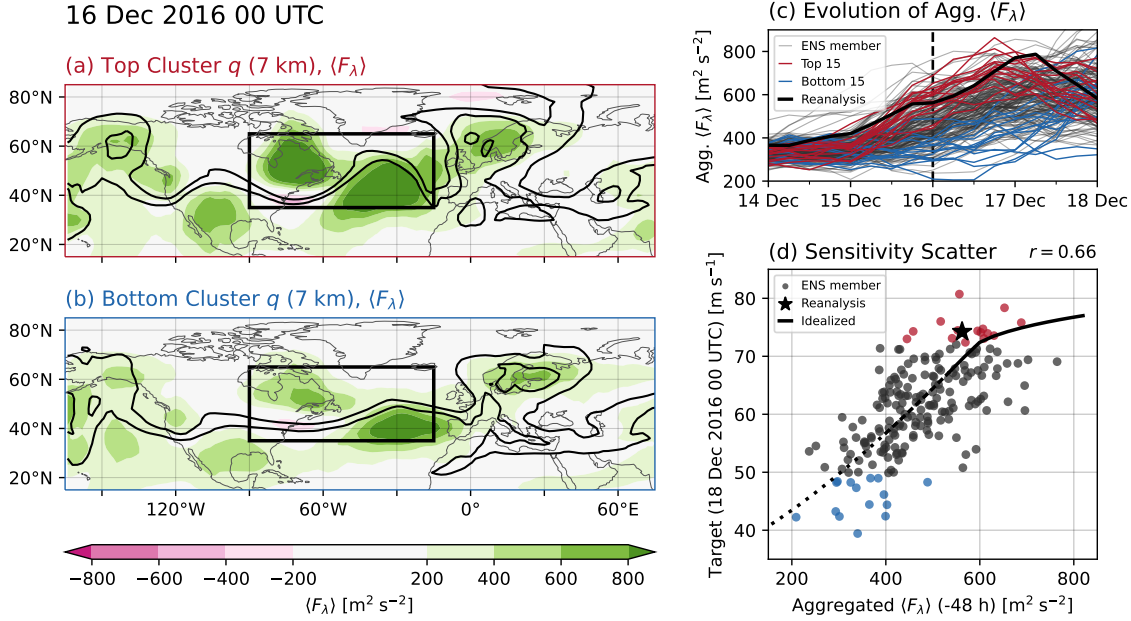 16 Dec 2016 00 UTC
(a) Top Cluster q (7 km), ⟨Fλ⟩
80°N
60°N
40°N
20°N
(b) Bottom Cluster q (7 km), ⟨Fλ⟩
80°N
60°N
40°N
20°N
120°W
60°W
0°
60°E
−800
−600
−400
−200
200
400
600
800
⟨Fλ⟩ [m² s⁻²]
(c) Evolution of Agg. ⟨Fλ⟩
Agg. ⟨Fλ⟩ [m² s⁻²]
800
600
400
200
ENS member
Top 15
Bottom 15
Reanalysis
14 Dec
15 Dec
16 Dec
17 Dec
18 Dec
(d) Sensitivity Scatter
r = 0.66
Target (18 Dec 2016 00 UTC) [m s⁻¹]
80
70
60
50
40
ENS member
Reanalysis
Idealized
200
400
600
800
Aggregated ⟨Fλ⟩ (-48 h) [m² s⁻²]